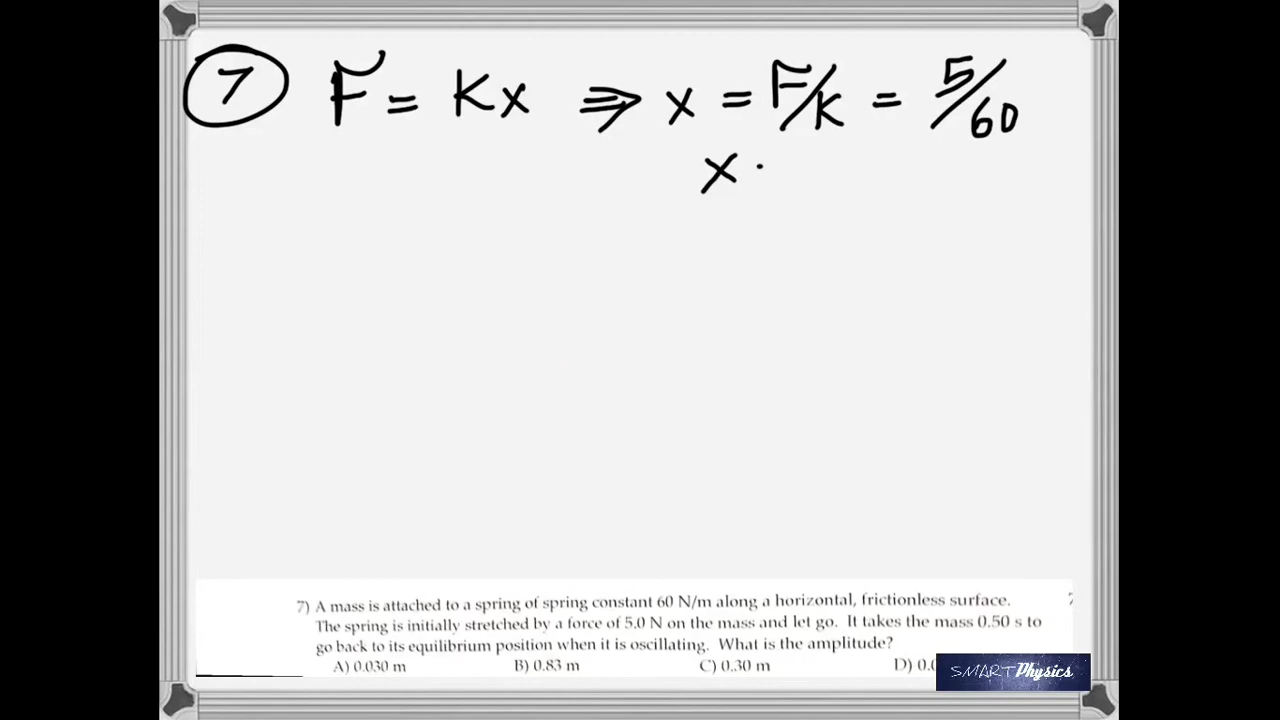 7 F = Kx ⇒ x = F/K = 5/60
x
7) A mass is attached to a spring of spring constant 60 N/m along a horizontal, frictionless surface.
The spring is initially stretched by a force of 5.0 N on the mass and let go. It takes the mass 0.50 s to
go back to its equilibrium position when it is oscillating. What is the amplitude?
A) 0.030 m B) 0.83 m C) 0.30 m D) 0.0
SMART Physics